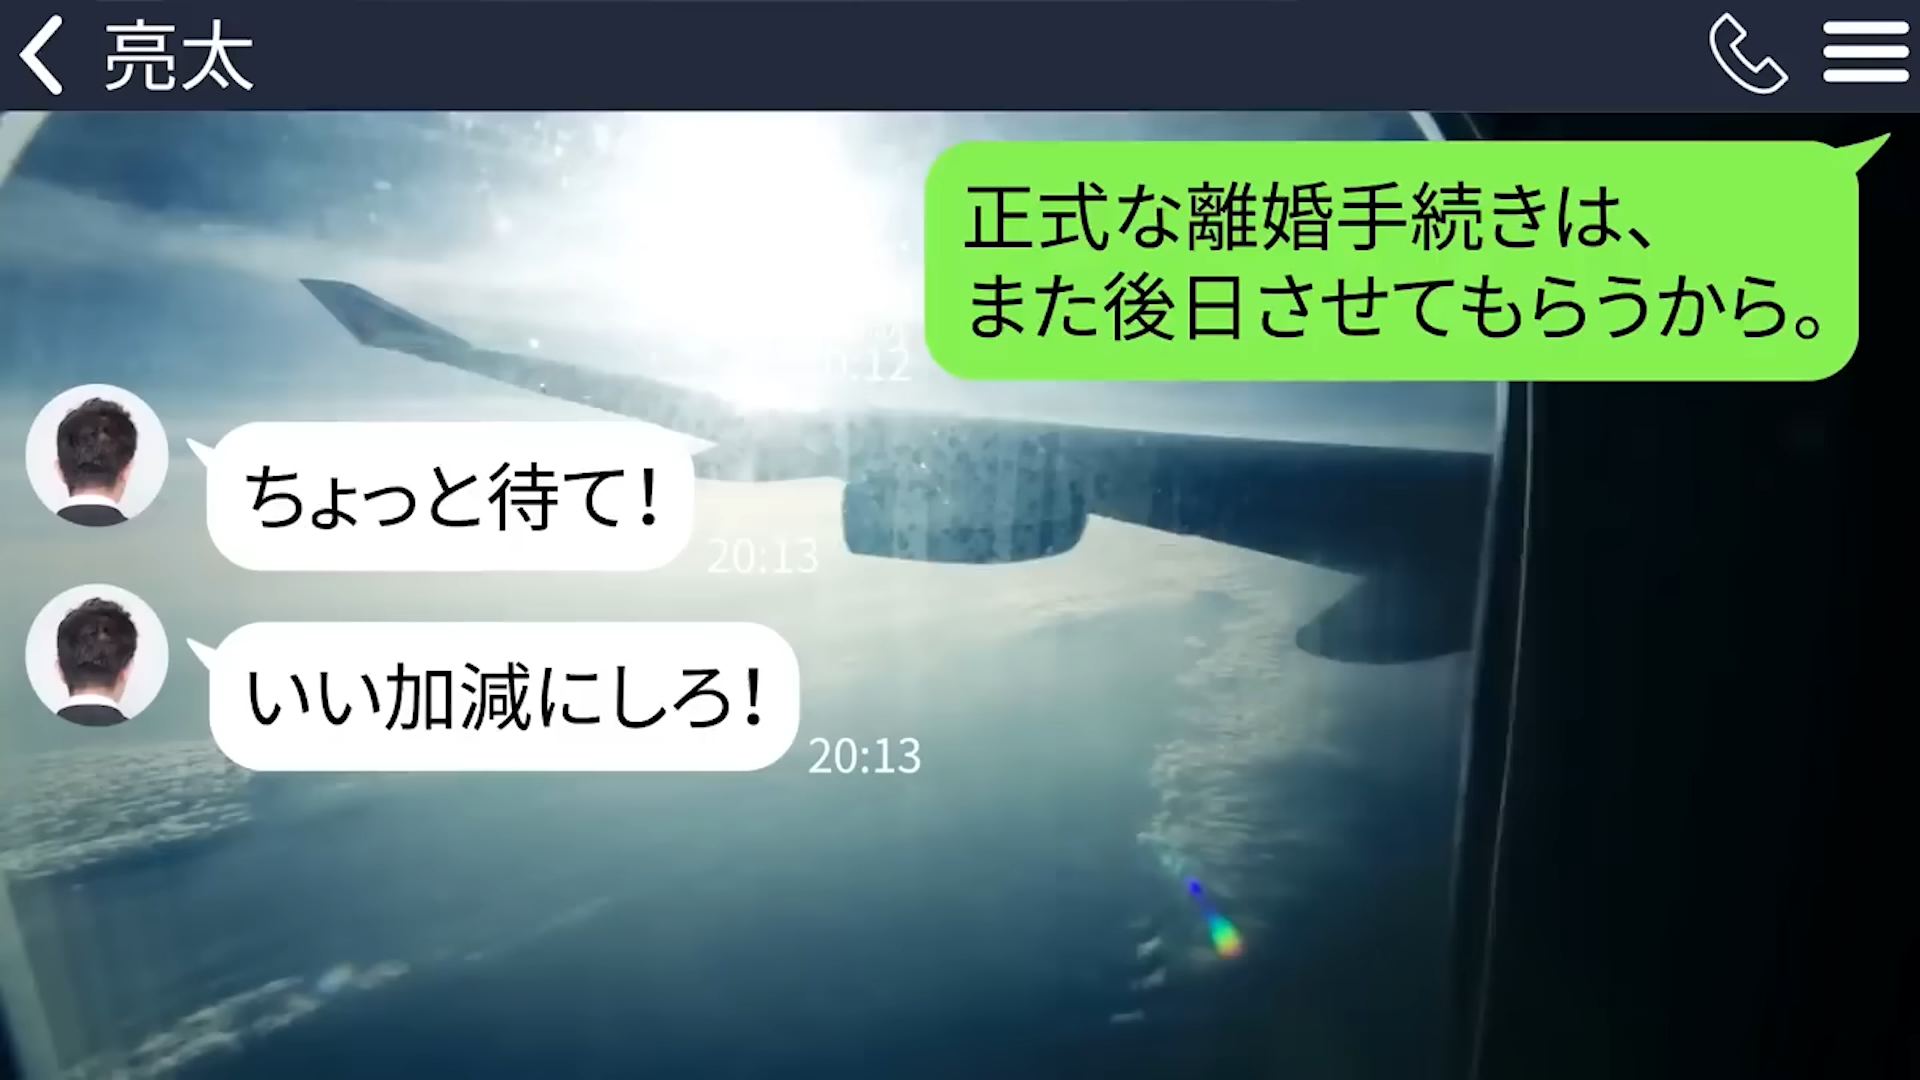 亮太
正式な離婚手続きは、
また後日させてもらうから。
ちょっと待て!
20:13
いい加減にしろ!
20:13